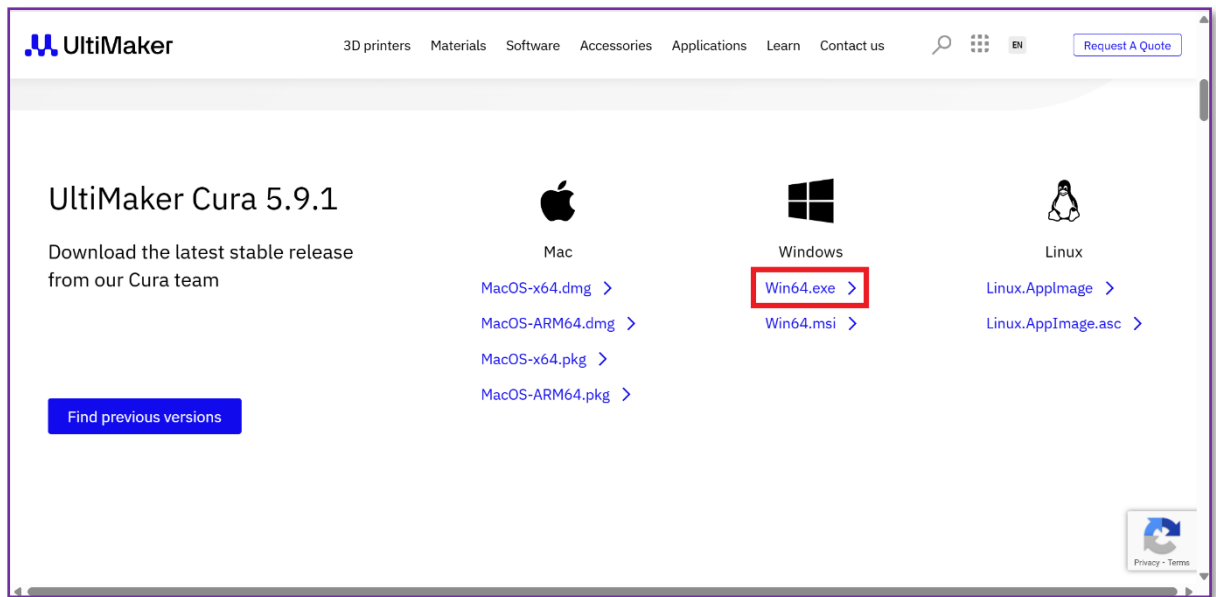 UltiMaker
3D printers Materials Software Accessories Applications Learn Contact us EN Request A Quote
UltiMaker Cura 5.9.1
Download the latest stable release
from our Cura team
Find previous versions
Mac
MacOS-x64.dmg
MacOS-ARM64.dmg
MacOS-x64.pkg
MacOS-ARM64.pkg
Windows
Win64.exe
Win64.msi
Linux
Linux.AppImage
Linux.AppImage.asc
Privacy - Terms